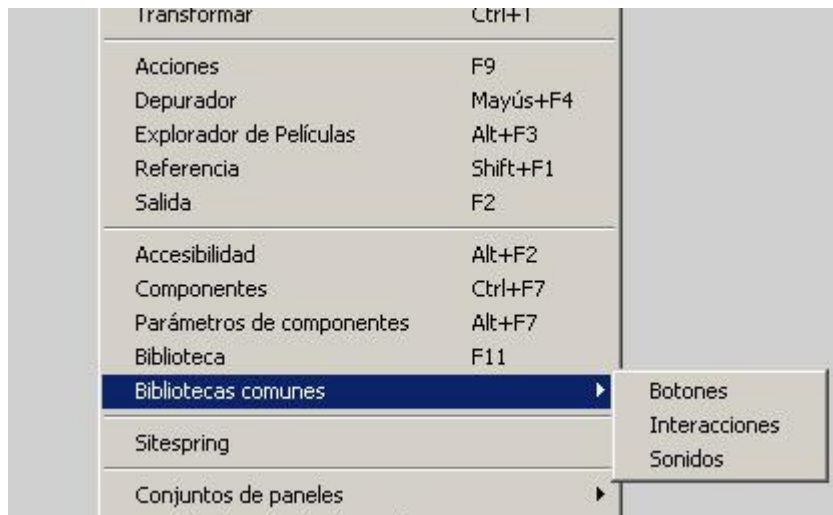 Transformar Ctrl+T
Acciones F9
Depurador Mayús+F4
Explorador de Películas Alt+F3
Referencia Shift+F1
Salida F2
Accesibilidad Alt+F2
Componentes Ctrl+F7
Parámetros de componentes Alt+F7
Biblioteca F11
Bibliotecas comunes Botones
Interacciones
Sonidos
Sitespring
Conjuntos de paneles